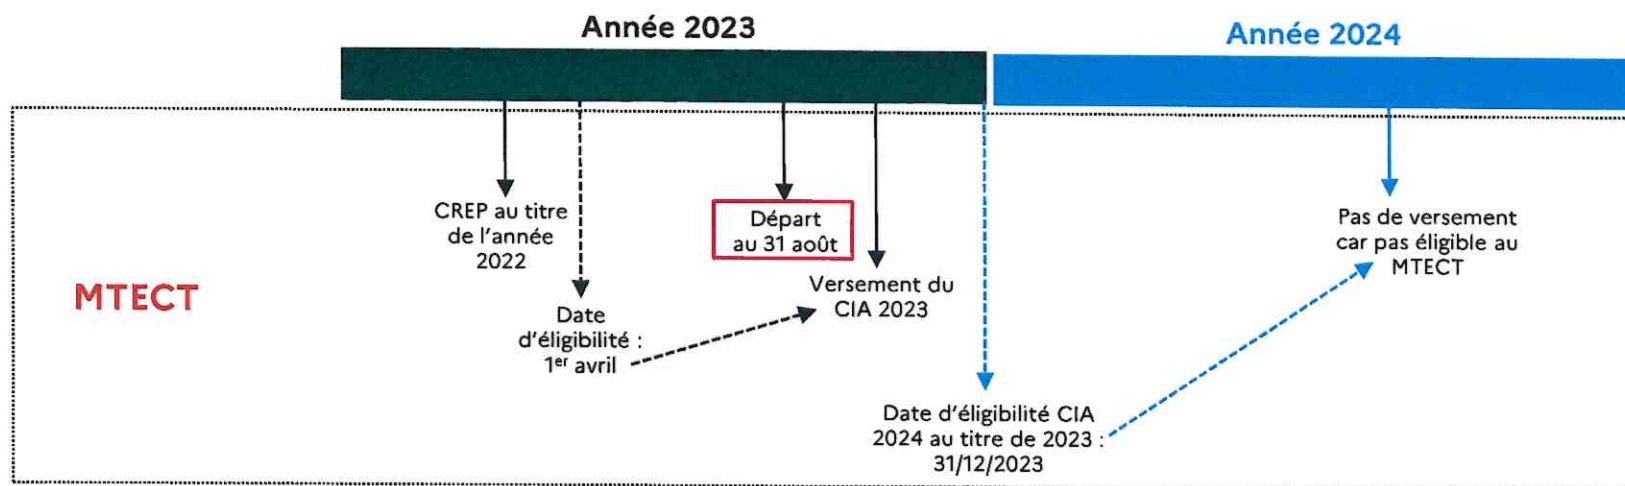 Année 2023
Année 2024
MTECT
CREP au titre
de l'année
2022
Date
d'éligibilité :
1er avril
Départ
au 31 août
Versement du
CIA 2023
Date d'éligibilité CIA
2024 au titre de 2023 :
31/12/2023
Pas de versement
car pas éligible au
MTECT